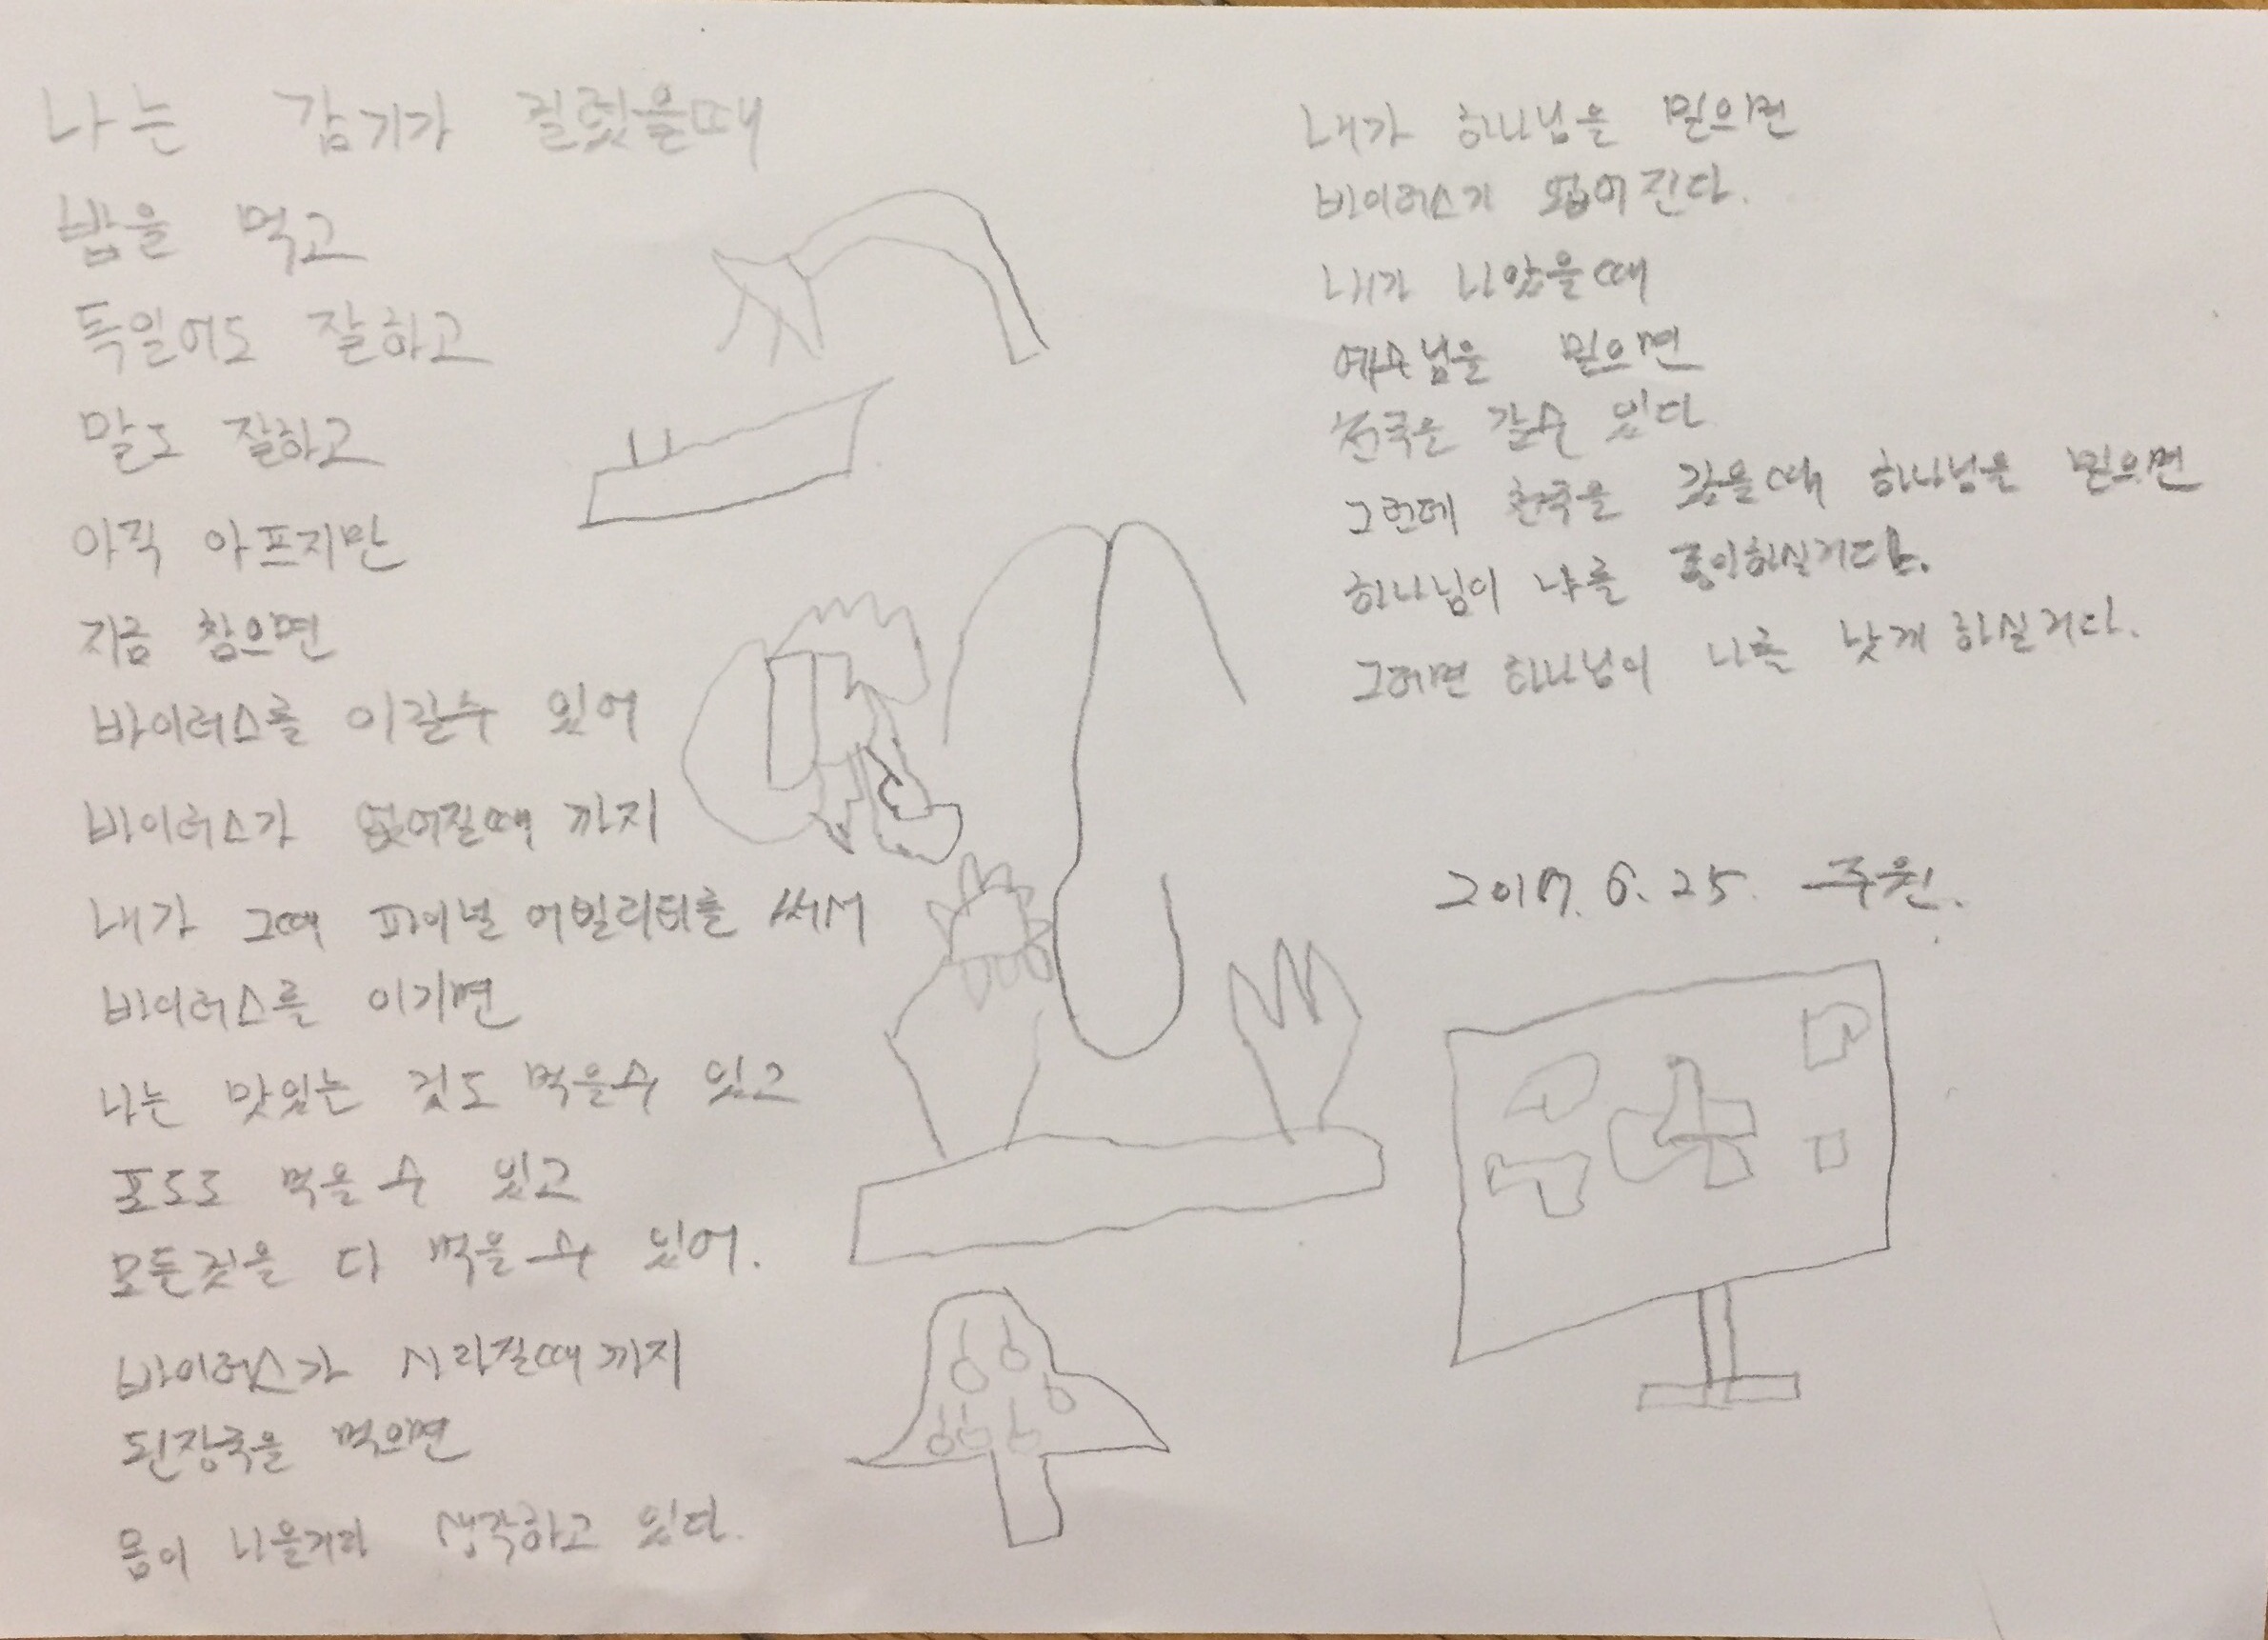 나는 감기가 걸렸을때
밥을 먹고
독일어도 잘하고
말도 잘하고
아직 아프지만
지금 참으면
바이러스를 이길수 있어
바이러스가 없어질때 까지
내가 그때 파이널 어빌리티를 써서
바이러스를 이기면
나는 맛있는 것도 먹을수 있고
포도도 먹을 수 있고
모든것을 다 먹을 수 있어.
바이러스가 사라질때 까지
된장국을 먹으면
몸이 나을거라 생각하고 있다.
내가 하나님을 믿으면
바이러스가 없어진다.
내가 나았을때
예수님을 믿으면
천국은 갈수 있다
그런데 천국을 갔을때 하나님을 믿으면
하나님이 나를 하실거다.
그러면 하나님이 나를 낫게 하실거다.
2017. 6. 25. 주원.